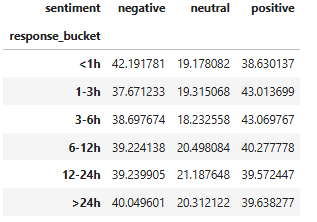 sentiment negative neutral positive
response_bucket
<1h 42.191781 19.178082 38.630137
1-3h 37.671233 19.315068 43.013699
3-6h 38.697674 18.232558 43.069767
6-12h 39.224138 20.498084 40.277778
12-24h 39.239905 21.187648 39.572447
>24h 40.049601 20.312122 39.638277